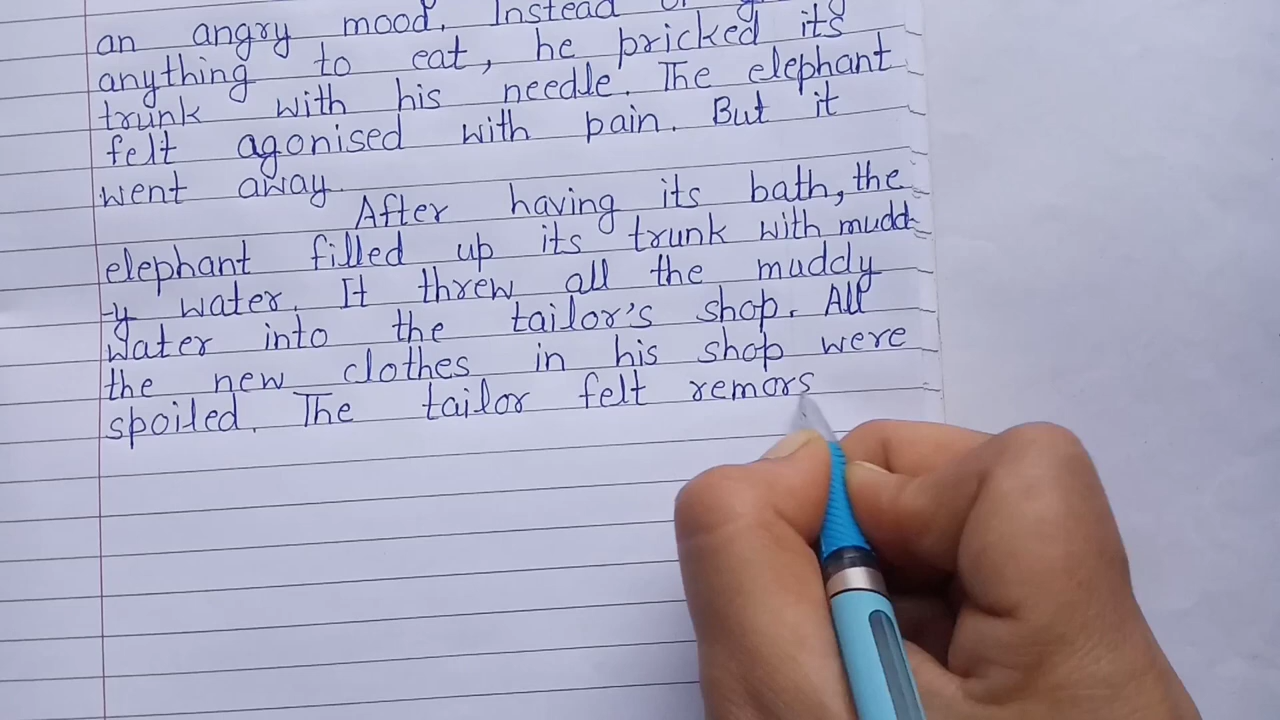 an angry mood. Instead
anything to eat, he pricked its
trunk with his needle. The elephant
felt agonised with pain. But it
went away.
After having its bath, the
elephant filled up its trunk with mudd-
-y water. It threw all the muddy
water into the tailor's shop. All
the new clothes in his shop were
spoiled. The tailor felt remors